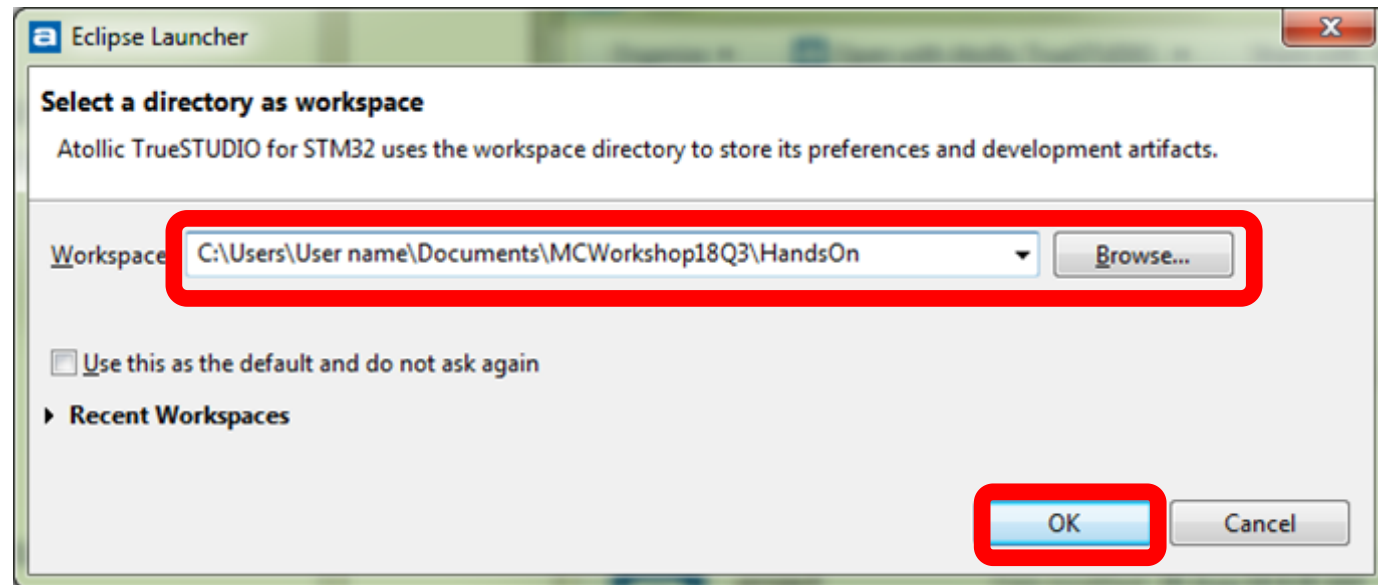 Eclipse Launcher
Select a directory as workspace
Atollic TrueSTUDIO for STM32 uses the workspace directory to store its preferences and development artifacts.
Workspace C:\Users\User name\Documents\MCWorkshop18Q3\HandsOn Browse...
Use this as the default and do not ask again
Recent Workspaces
OK Cancel